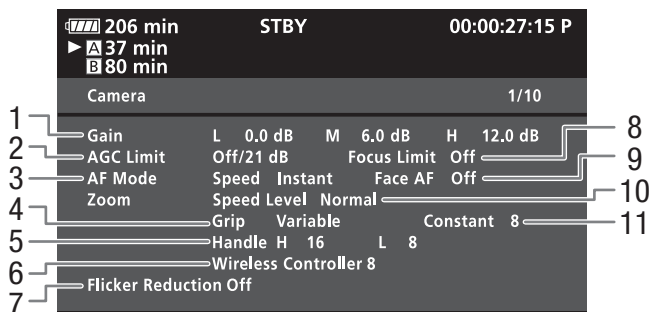 206 min STBY 00:00:27:15 P
A 37 min
B 80 min
Camera 1/10
1 Gain L 0.0 dB M 6.0 dB H 12.0 dB
2 AGC Limit Off/21 dB Focus Limit Off 8
3 AF Mode Speed Instant Face AF Off 9
Zoom Speed Level Normal 10
4 Grip Variable Constant 8 11
5 Handle H 16 L 8
6 Wireless Controller 8
7 Flicker Reduction Off